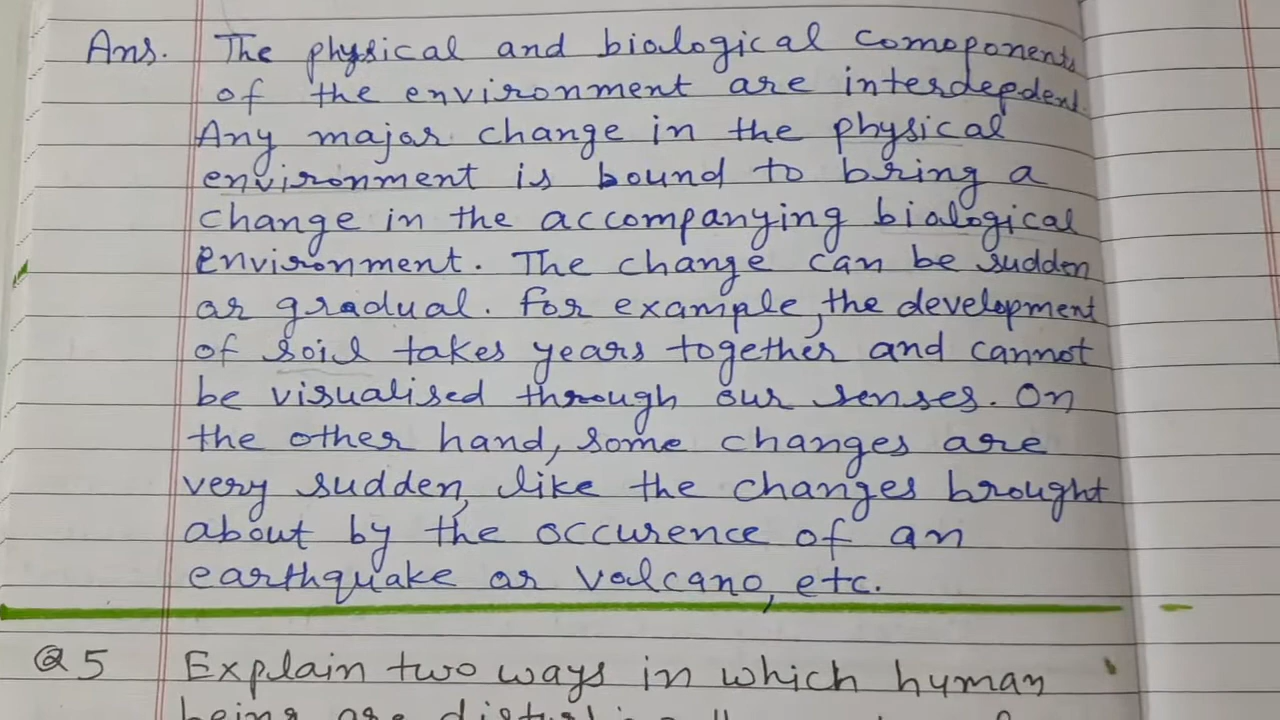 Ans. The physical and biological comoponents
of the environment are interdepdent.
Any major change in the physical
environment is bound to bring a
change in the accompanying biological
environment. The change can be sudden
or gradual. For example, the development
of soil takes years together and cannot
be visualised through our senses. On
the other hand, some changes are
very sudden, like the changes brought
about by the occurence of an
earthquake or volcano, etc.
Q5 Explain two ways in which human
being are